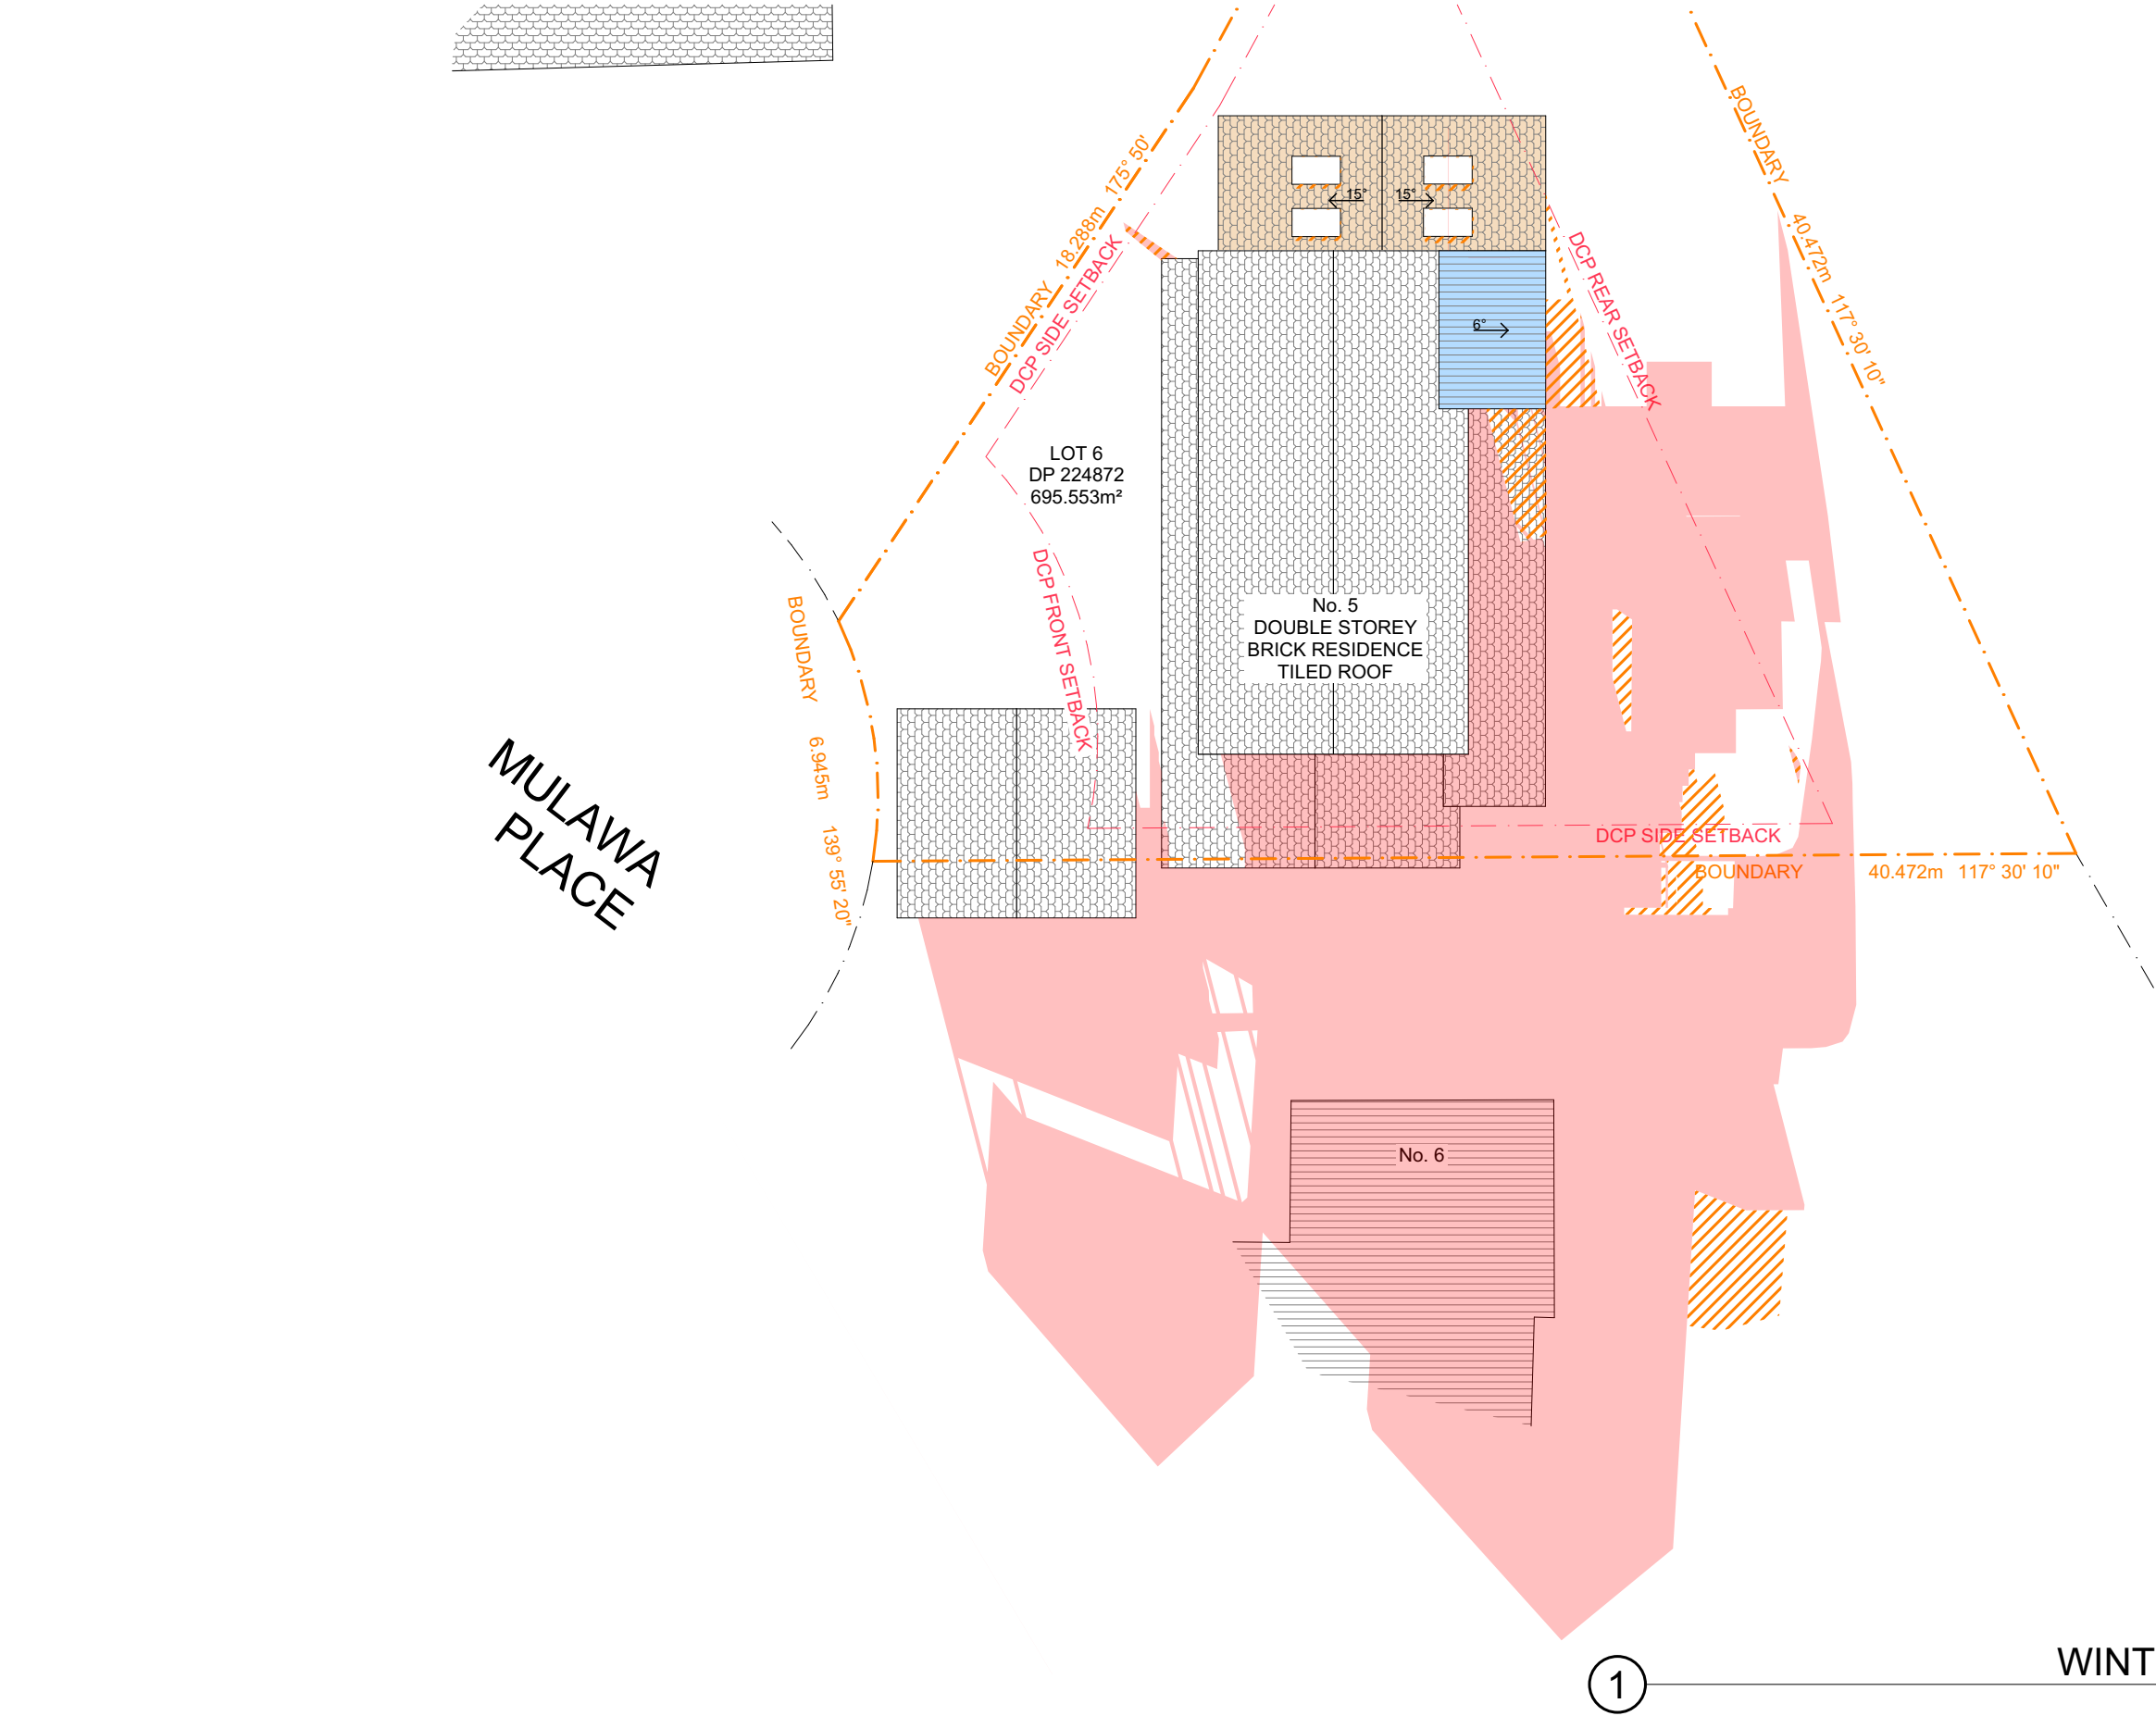 BOUNDARY 18.288m 175° 50'
DCP SIDE SETBACK
BOUNDARY 40.472m 117° 30' 10"
DCP REAR SETBACK
15°
15°
6°
LOT 6
DP 224872
695.553m²
DCP FRONT SETBACK
BOUNDARY 6.945m 139° 55' 20"
No. 5
DOUBLE STOREY
BRICK RESIDENCE
TILED ROOF
MULAWA
PLACE
DCP SIDE SETBACK
BOUNDARY 40.472m 117° 30' 10"
No. 6
1
WINT